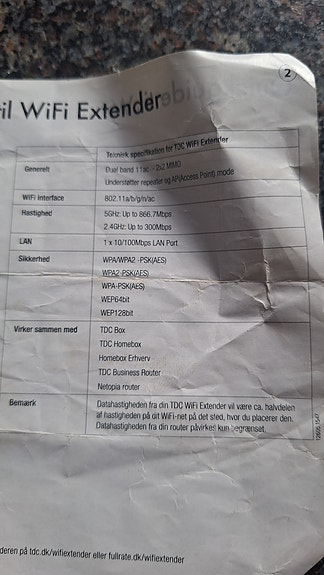 2
il WiFi Extender
Teknisk specifikation for TDC WiFi Extender
Generelt
Dual band 11ac - 2x2 MIMO
Understøtter repeater og AP(Access Point) mode
WiFi Interface
802.11a/b/g/n/ac
Hastighed
5GHz: Up to 866.7Mbps
2.4GHz: Up to 300Mbps
LAN
1 x 10/100Mbps LAN Port
Sikkerhed
WPA/WPA2 -PSK(AES)
WPA2-PSK(AES)
WPA-PSK(AES)
WEP64bit
WEP128bit
Virker sammen med
TDC Box
TDC Homebox
Homebox Erhverv
TDC Business Router
Netopia router
Bemærk
Datahastigheden fra din TDC WiFi Extender vil være ca. halvdelen
af hastigheden på dit WiFi-net på det sted, hvor du placerer den.
Datahastigheden fra din router påvirkes kun begrænset.
deren på tdc.dk/wifiextender eller fullrate.dk/wifiextender